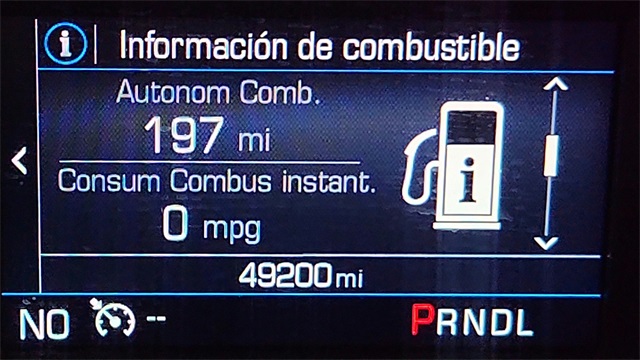 i Información de combustible
Autonom Comb.
197 mi
Consum Combus instant.
0 mpg
i
49200 mi
NO -- PRNDL